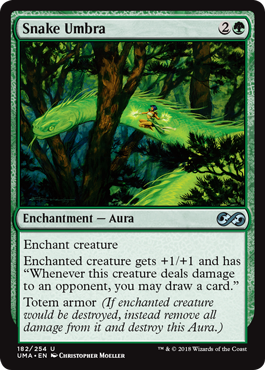 Snake Umbra 2
Enchantment — Aura
Enchant creature
Enchanted creature gets +1/+1 and has
“Whenever this creature deals damage
to an opponent, you may draw a card.”
Totem armor (If enchanted creature
would be destroyed, instead remove all
damage from it and destroy this Aura.)
182/254 U
UMA • EN Christopher Moeller
™ & © 2018 Wizards of the Coast